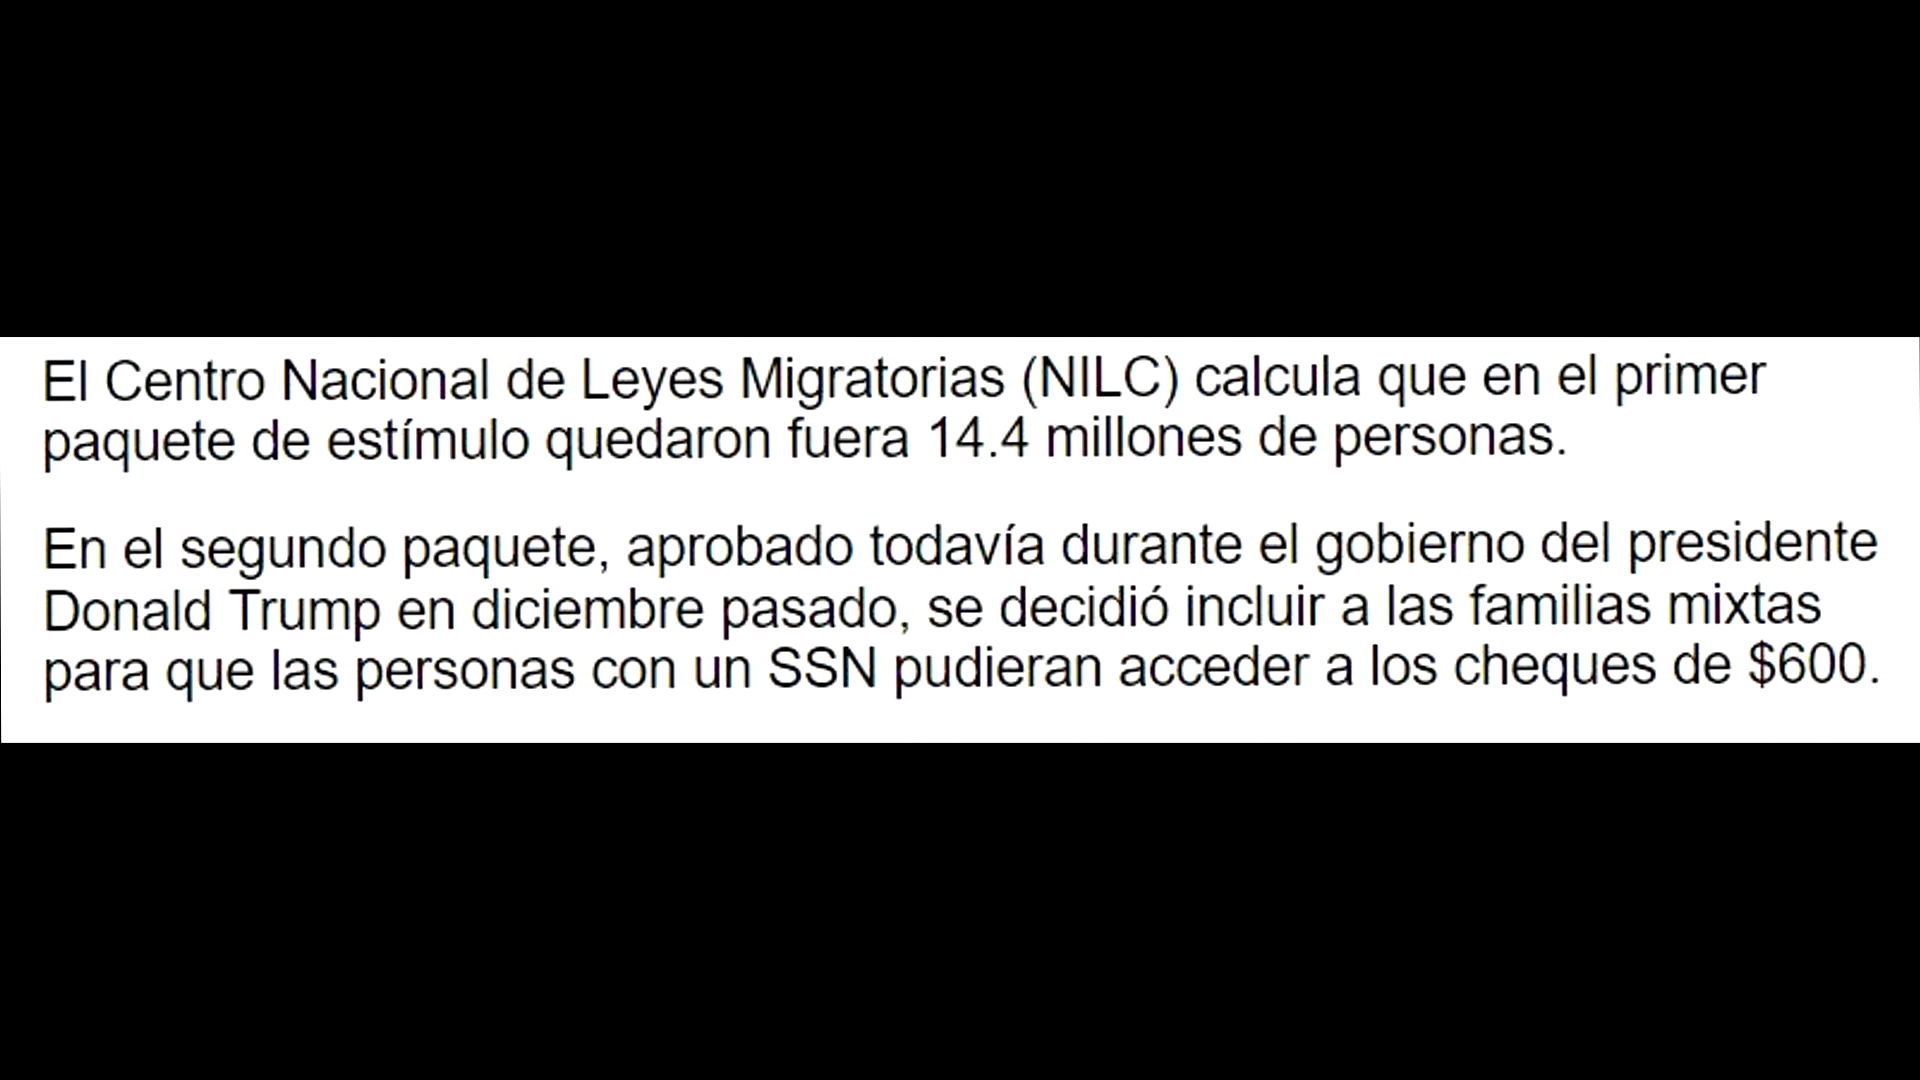 El Centro Nacional de Leyes Migratorias (NILC) calcula que en el primer
paquete de estímulo quedaron fuera 14.4 millones de personas.
En el segundo paquete, aprobado todavía durante el gobierno del presidente
Donald Trump en diciembre pasado, se decidió incluir a las familias mixtas
para que las personas con un SSN pudieran acceder a los cheques de $600.